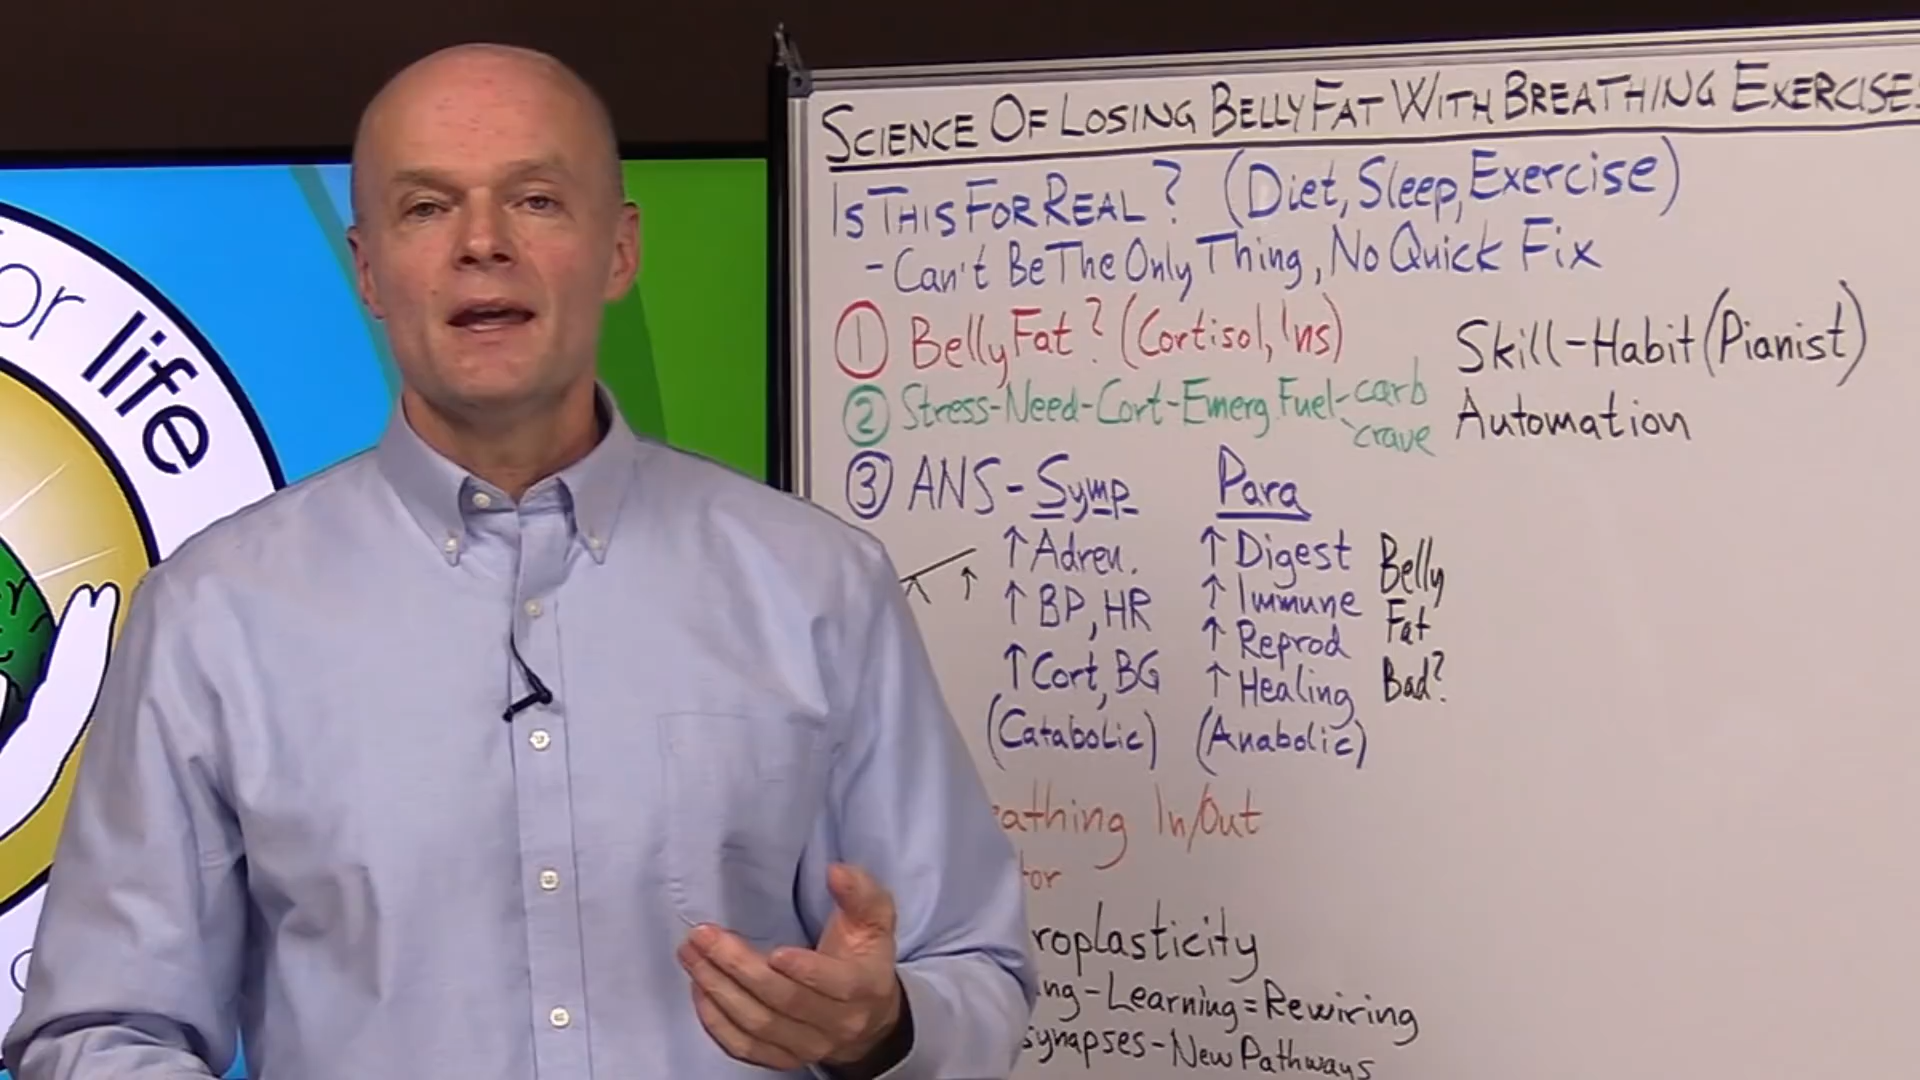 or life
SCIENCE OF LOSING BELLY FAT WITH BREATHING EXERCISES
IS THIS FOR REAL? (Diet, Sleep, Exercise)
- Can't Be The Only Thing, No Quick Fix
① Belly Fat? (Cortisol, Ins)
Skill-Habit (Pianist)
② Stress-Need-Cort-Emerg. Fuel-carb
crave
Automation
③ ANS - Symp Para
↑ Adren. ↑ Digest
↑ BP, HR ↑ Immune
↑ Reprod
↑ Cort, BG ↑ Healing
(Catabolic) (Anabolic)
Belly
Fat
Bad?
eathing In/Out
tor
roplasticity
ng - Learning = Rewiring
synapses - New Pathways